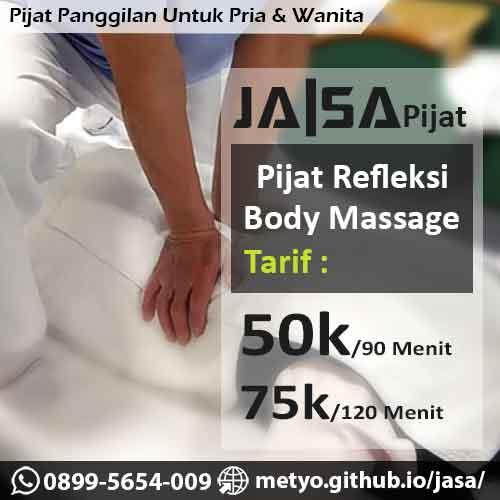 Pijat Panggilan Untuk Pria & Wanita
JA|SA Pijat
Pijat Refleksi
Body Massage
Tarif :
50k/90 Menit
75k/120 Menit
0899-5654-009 metyo.github.io/jasa/